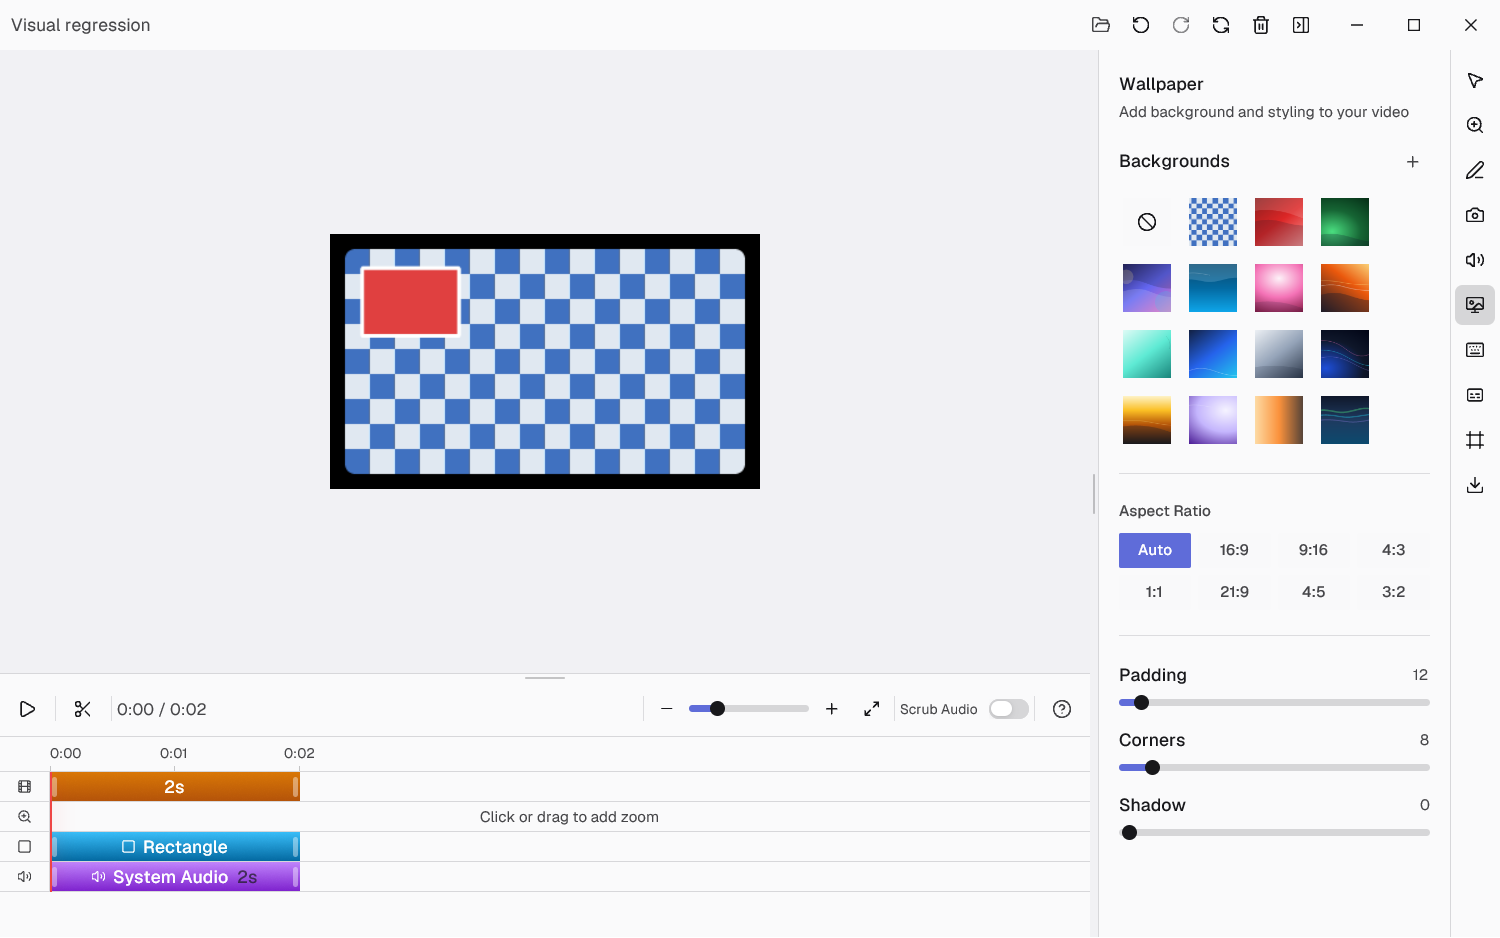 Visual regression
Wallpaper
Add background and styling to your video
Backgrounds
Aspect Ratio
Auto 16:9 9:16 4:3
1:1 21:9 4:5 3:2
Padding 12
Corners 8
Shadow 0
0:00 / 0:02
Scrub Audio
0:00 0:01 0:02
2s
Click or drag to add zoom
Rectangle
System Audio 2s